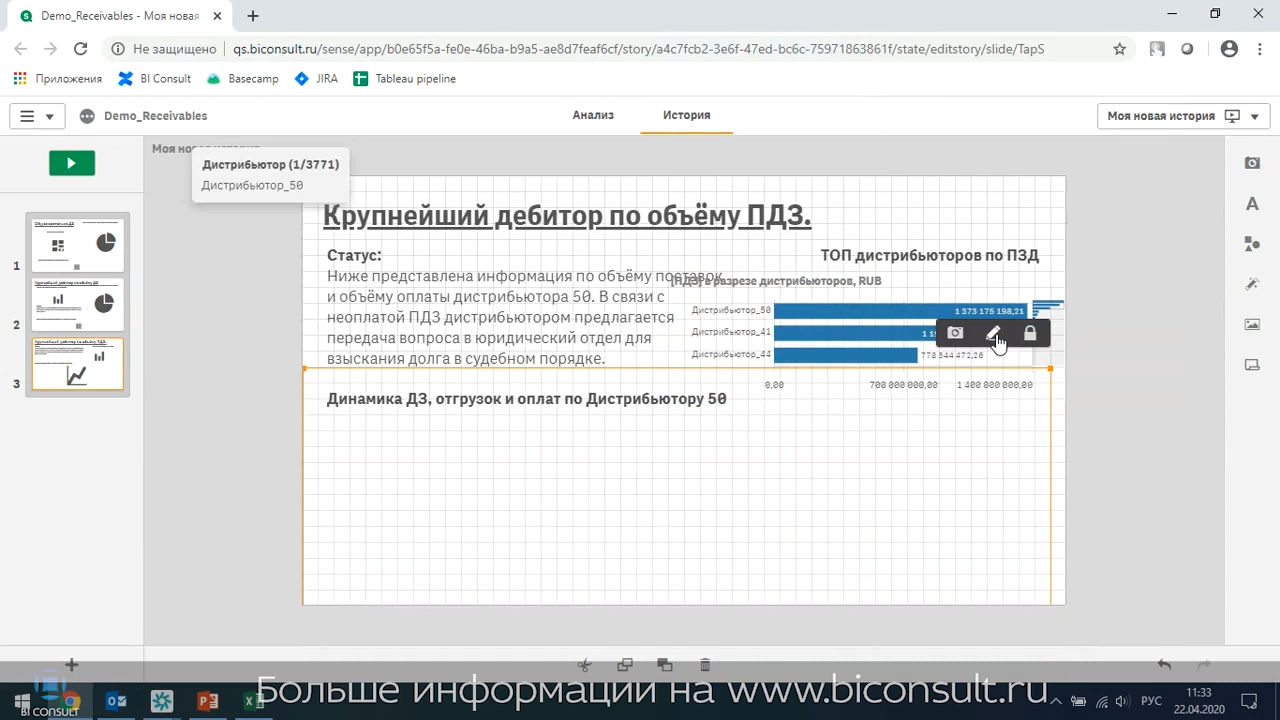 Demo_Receivables - Моя новая
Не защищено
qs.biconsult.ru/sense/app/b0e65f5a-fe0e-46ba-b9a5-ae8d7feaf6cf/story/a4c7fcb2-3e6f-47ed-bc6c-75971863861f/state/editstory/slide/TapS
Приложения
BI Consult
Basecamp
JIRA
Tableau pipeline
Demo_Receivables
Анализ
История
Моя новая история
Дистрибьютор (1/3771)
Дистрибьютор_50
1
2
3
Крупнейший дебитор по объёму ПДЗ.
Статус:
Ниже представлена информация по объёму поставок
и объёму оплаты дистрибьютора 50. В связи с
неоплатой ПДЗ дистрибьютором предлагается
передача вопроса в юридический отдел для
взыскания долга в судебном порядке.
ТОП дистрибьюторов по ПЗД
[ПДЗ] в разрезе дистрибьюторов, RUB
Дистрибьютор_50
1 373 175 198,21
Дистрибьютор_41
Дистрибьютор_44
778 544 472,26
0,00
700 000 000,00
1 400 000 000,00
Динамика ДЗ, отгрузок и оплат по Дистрибьютору 50
Больше информации на www.biconsult.ru
BI CONSULT
РУС
11:33
22.04.2020